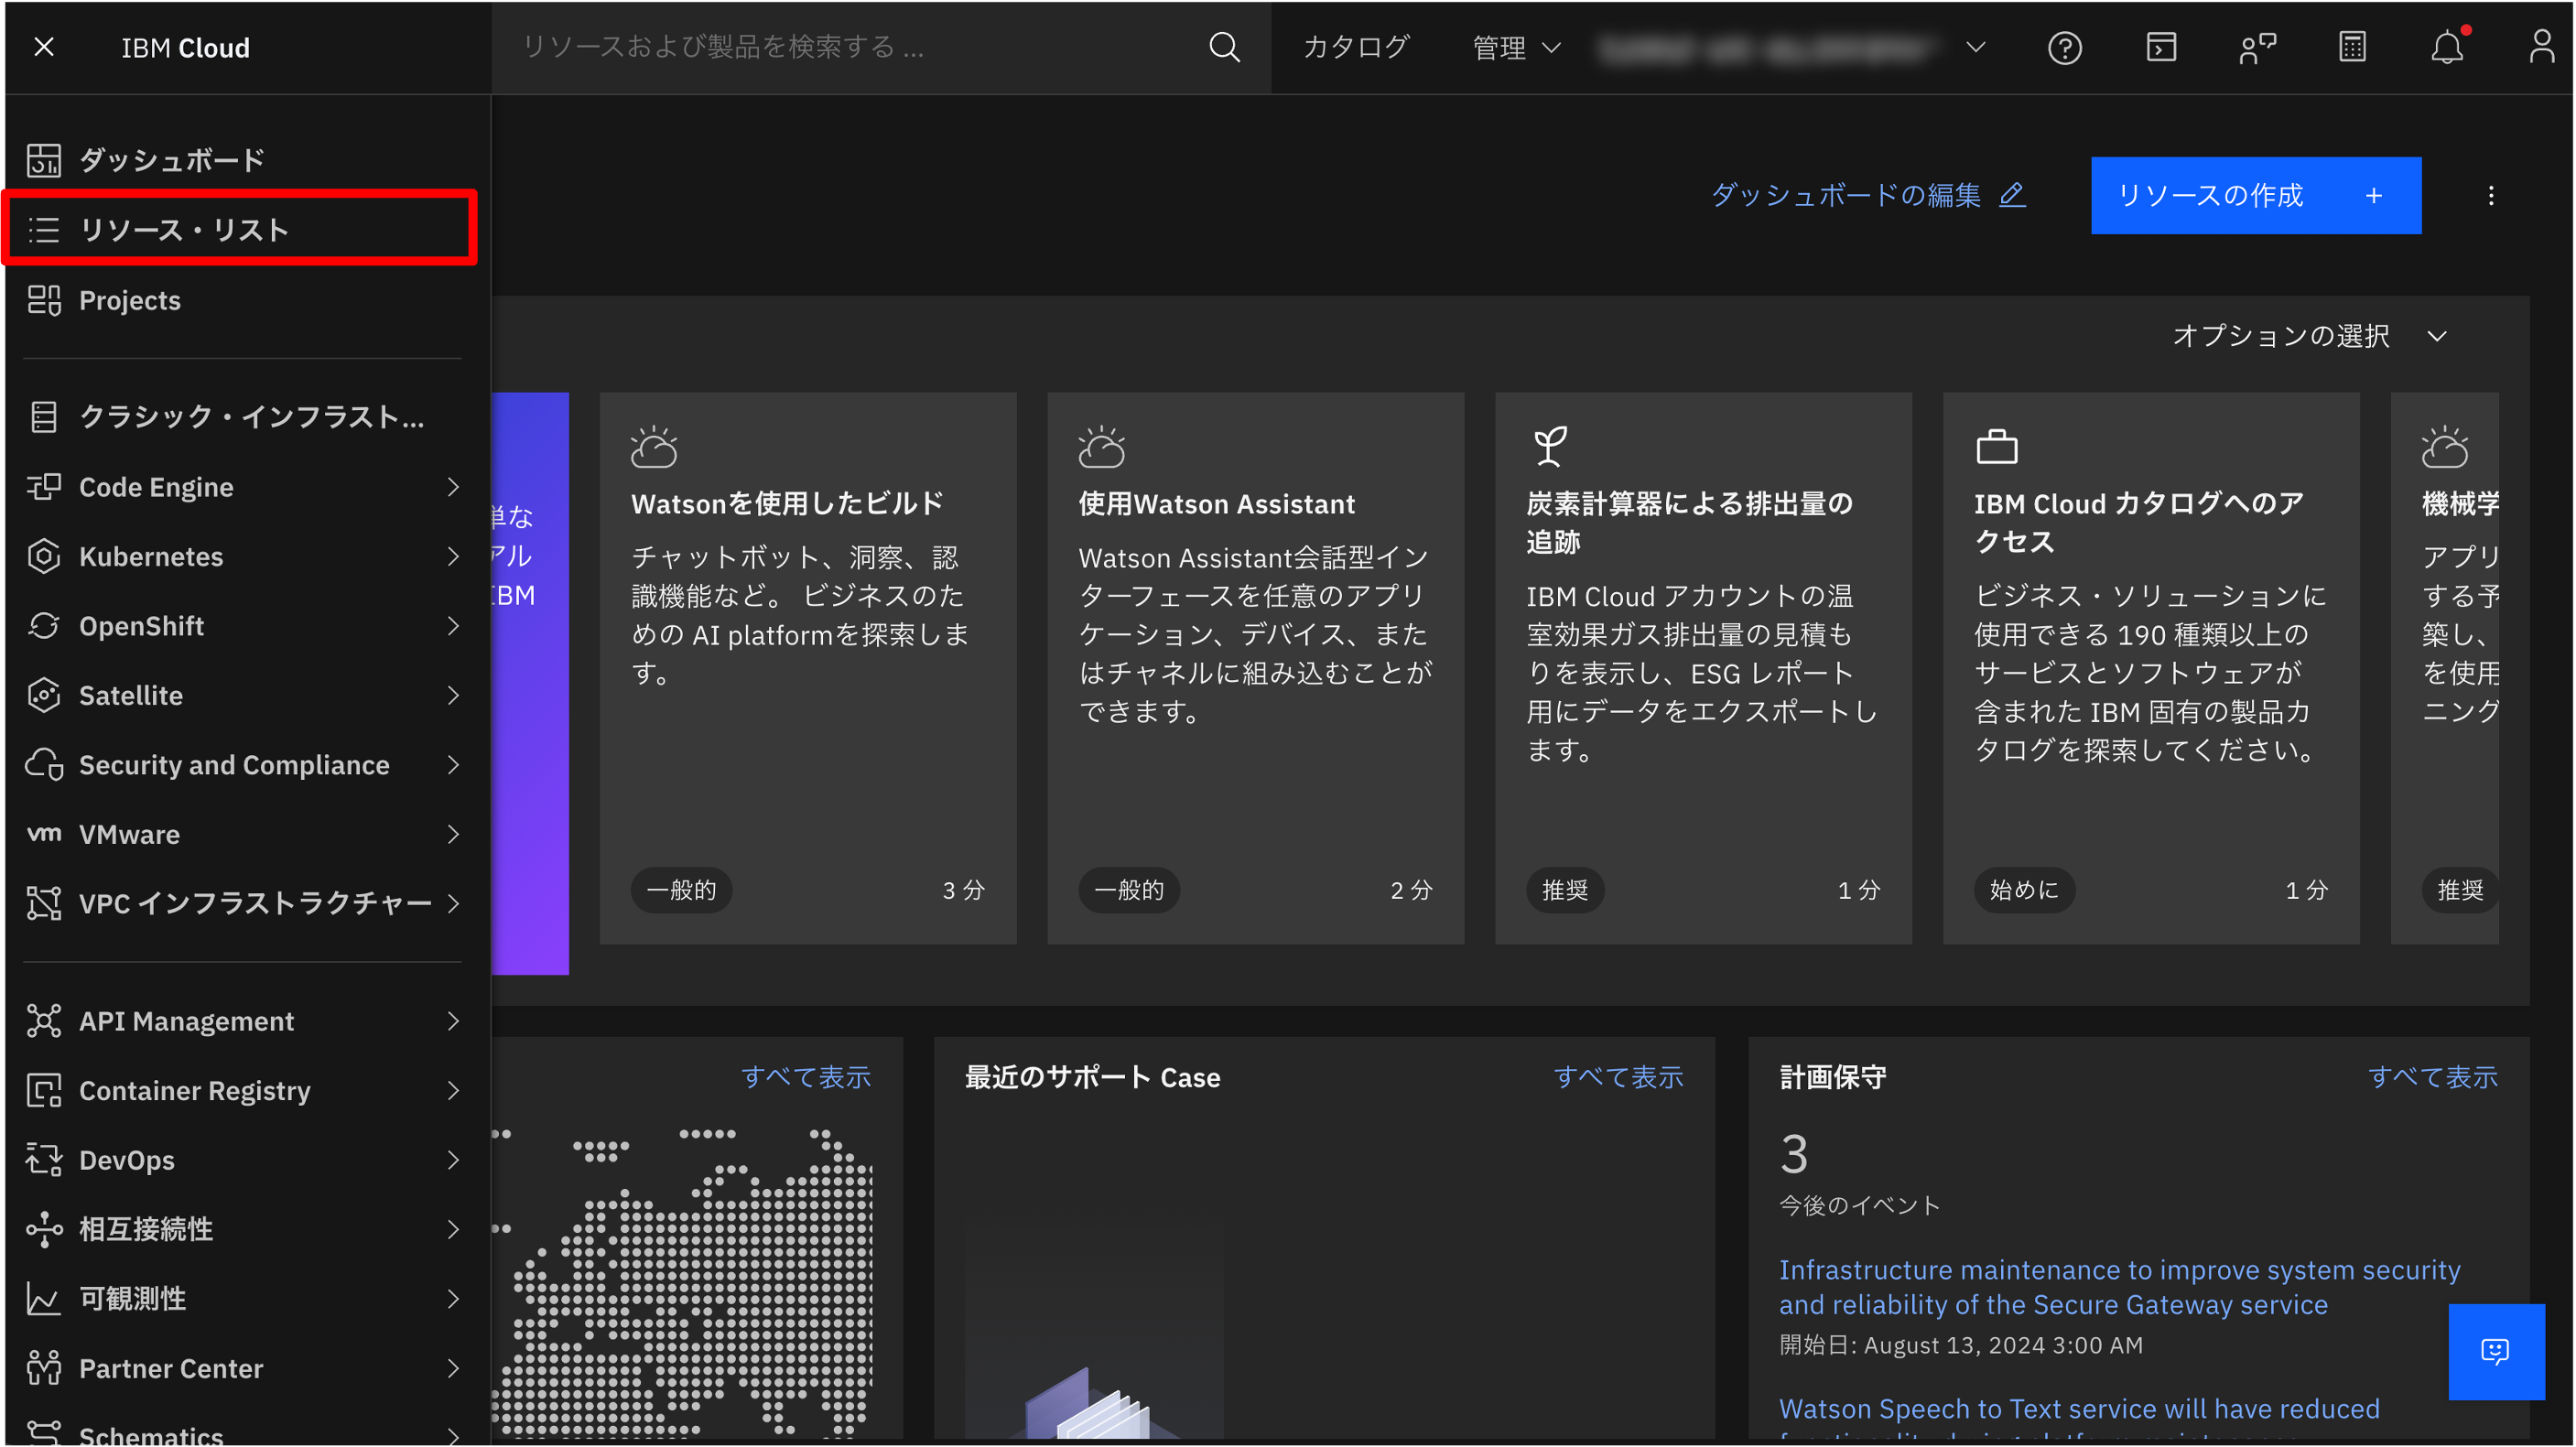 IBM Cloud
リソースおよび製品を検索する ...
カタログ
管理
ダッシュボード
リソース・リスト
Projects
クラシック・インフラスト...
Code Engine
Kubernetes
OpenShift
Satellite
Security and Compliance
vm VMware
VPC インフラストラクチャー
API Management
Container Registry
DevOps
相互接続性
可観測性
Partner Center
Schematics
ダッシュボードの編集
リソースの作成 +
オプションの選択
単な
アル
IBM
Watsonを使用したビルド
チャットボット、洞察、認
識機能など。 ビジネスのた
めの AI platformを探索しま
す。
一般的
3 分
使用Watson Assistant
Watson Assistant会話型イン
ターフェースを任意のアプリ
ケーション、デバイス、また
はチャネルに組み込むことが
できます。
一般的
2 分
炭素計算器による排出量の
追跡
IBM Cloud アカウントの温
室効果ガス排出量の見積も
りを表示し、ESG レポート
用にデータをエクスポートし
ます。
推奨
1 分
IBM Cloud カタログへのア
クセス
ビジネス・ソリューションに
使用できる 190 種類以上の
サービスとソフトウェアが
含まれた IBM 固有の製品カ
タログを探索してください。
始めに
1 分
機械学
アプリ
する予
築し、
を使用
ニング
推奨
すべて表示
最近のサポート Case
すべて表示
計画保守
すべて表示
3
今後のイベント
Infrastructure maintenance to improve system security
and reliability of the Secure Gateway service
開始日: August 13, 2024 3:00 AM
Watson Speech to Text service will have reduced